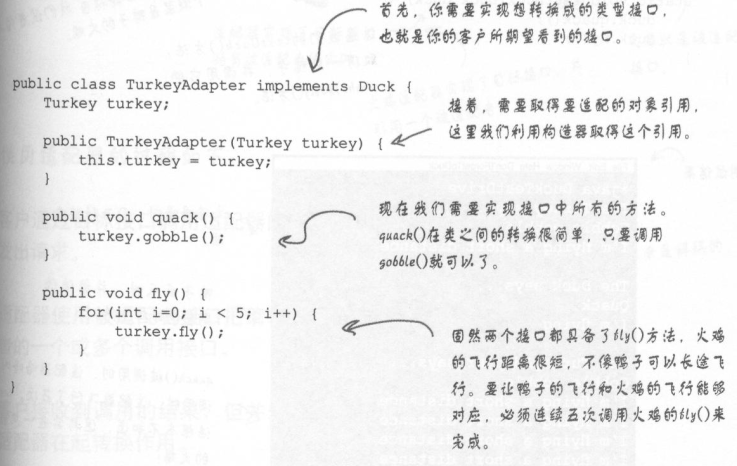 首先，你需要实现想转换成的类型接口，
也就是你的客户所期望看到的接口。
public class TurkeyAdapter implements Duck {
Turkey turkey;
接着，需要取得要适配的对象引用，
这里我们利用构造器取得这个引用。
public TurkeyAdapter(Turkey turkey) {
this.turkey = turkey;
}
现在我们需要实现接口中所有的方法。
quack()在类之间的转换很简单，只要调用
gobble()就可以了。
public void quack() {
turkey.gobble();
}
public void fly() {
for(int i=0; i < 5; i++) {
turkey.fly();
}
}
}
固然两个接口都具备了fly()方法，火鸡
的飞行距离很短，不像鸭子可以长途飞
行。要让鸭子的飞行和火鸡的飞行能够
对应，必须连续五次调用火鸡的fly()来
完成。